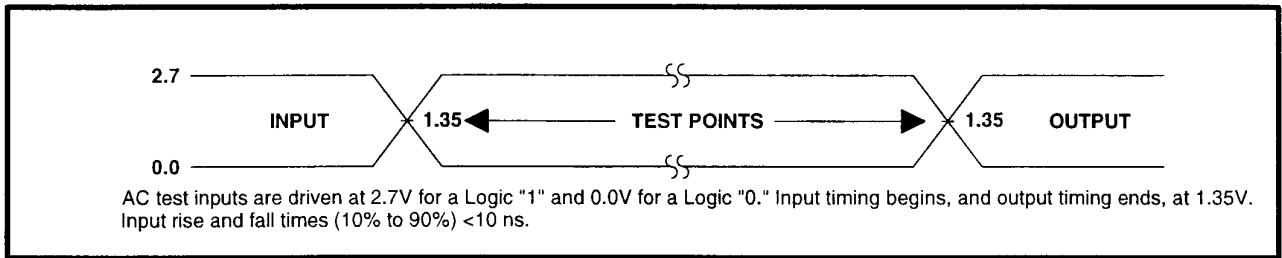 2.7
INPUT 1.35 TEST POINTS 1.35 OUTPUT
0.0
AC test inputs are driven at 2.7V for a Logic "1" and 0.0V for a Logic "0." Input timing begins, and output timing ends, at 1.35V.
Input rise and fall times (10% to 90%) <10 ns.